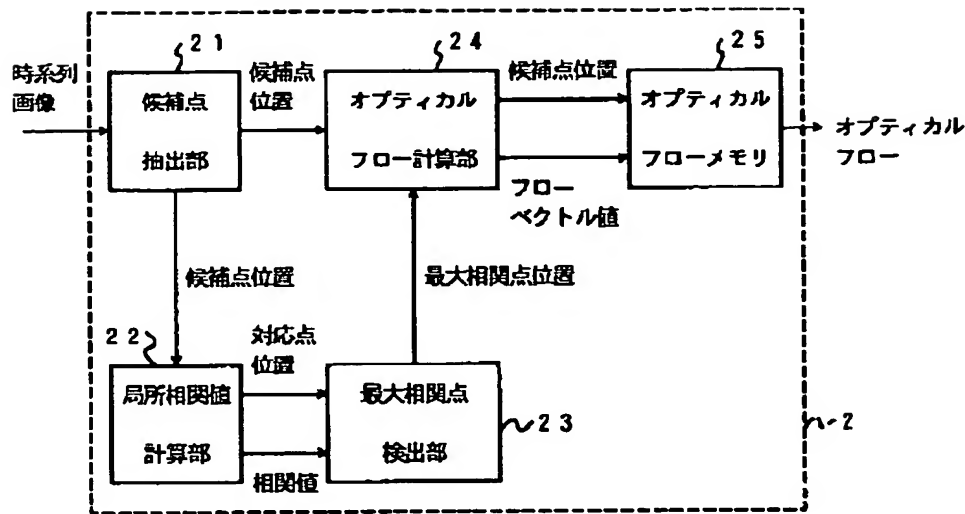 時系列
画像
21
候補点
抽出部
候補点
位置
24
オプティカル
フロー計算部
候補点位置
フロー
ベクトル値
25
オプティカル
フローメモリ
オプティカル
フロー
候補点位置
最大相関点位置
22
局所相関値
計算部
対応点
位置
相関値
最大相関点
検出部
23
2